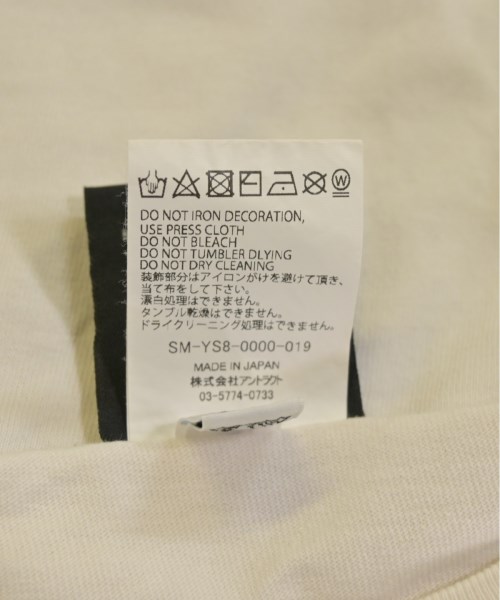 DO NOT IRON DECORATION,
USE PRESS CLOTH
DO NOT BLEACH
DO NOT TUMBLER DLYING
DO NOT DRY CLEANING
装飾部分はアイロンがけを避けて頂き、
当て布をして下さい。
漂白処理はできません。
タンブル乾燥はできません。
ドライクリーニング処理はできません。
SM-YS8-0000-019
MADE IN JAPAN
株式会社アントラクト
03-5774-0733